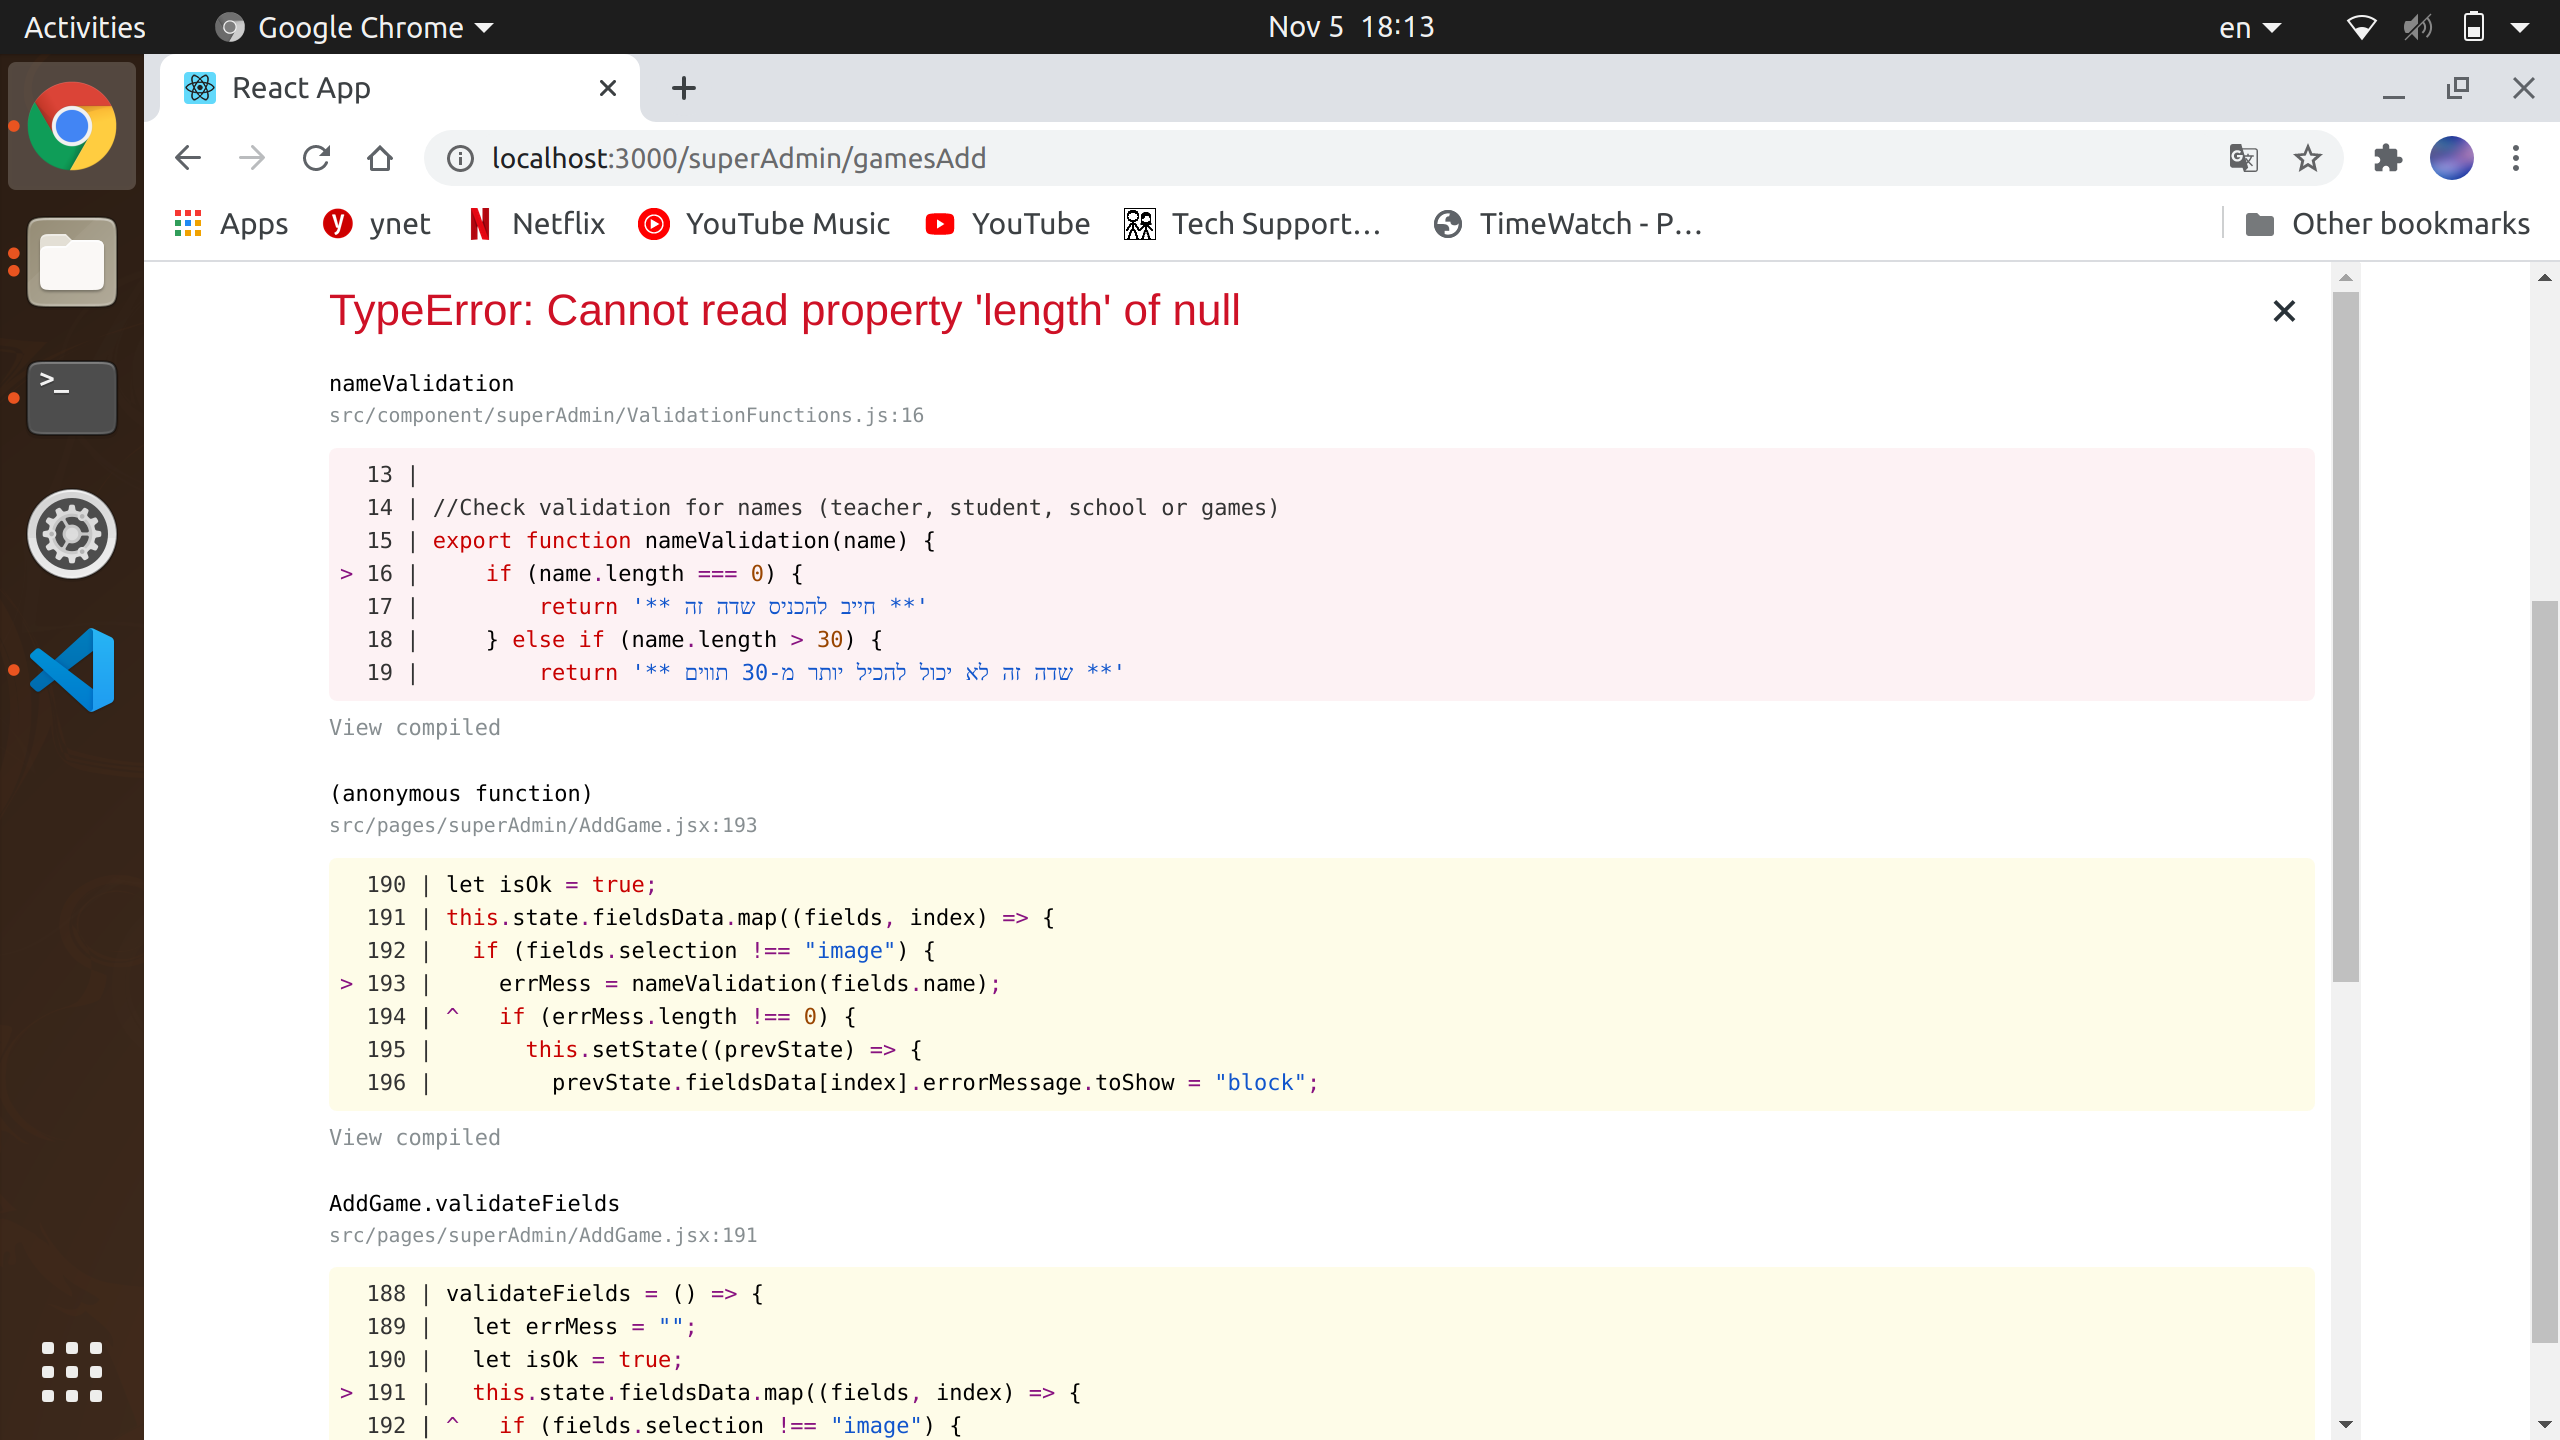 Activities
Google Chrome
Nov 5 18:13
en
React App
localhost:3000/superAdmin/gamesAdd
Apps
ynet
Netflix
YouTube Music
YouTube
Tech Support…
TimeWatch - P…
Other bookmarks
TypeError: Cannot read property 'length' of null
nameValidation
src/component/superAdmin/ValidationFunctions.js:16
13 |
14 | //Check validation for names (teacher, student, school or games)
15 | export function nameValidation(name) {
> 16 |     if (name.length === 0) {
17 |         return '** חייב להכניס שדה זה **'
18 |     } else if (name.length > 30) {
19 |         return '** שדה זה לא יכול להכיל יותר מ-30 תווים **'
View compiled
(anonymous function)
src/pages/superAdmin/AddGame.jsx:193
190 | let isOk = true;
191 | this.state.fieldsData.map((fields, index) => {
192 |   if (fields.selection !== "image") {
> 193 |     errMess = nameValidation(fields.name);
194 | ^   if (errMess.length !== 0) {
195 |       this.setState((prevState) => {
196 |         prevState.fieldsData[index].errorMessage.toShow = "block";
View compiled
AddGame.validateFields
src/pages/superAdmin/AddGame.jsx:191
188 | validateFields = () => {
189 |   let errMess = "";
190 |   let isOk = true;
> 191 |   this.state.fieldsData.map((fields, index) => {
192 | ^   if (fields.selection !== "image") {